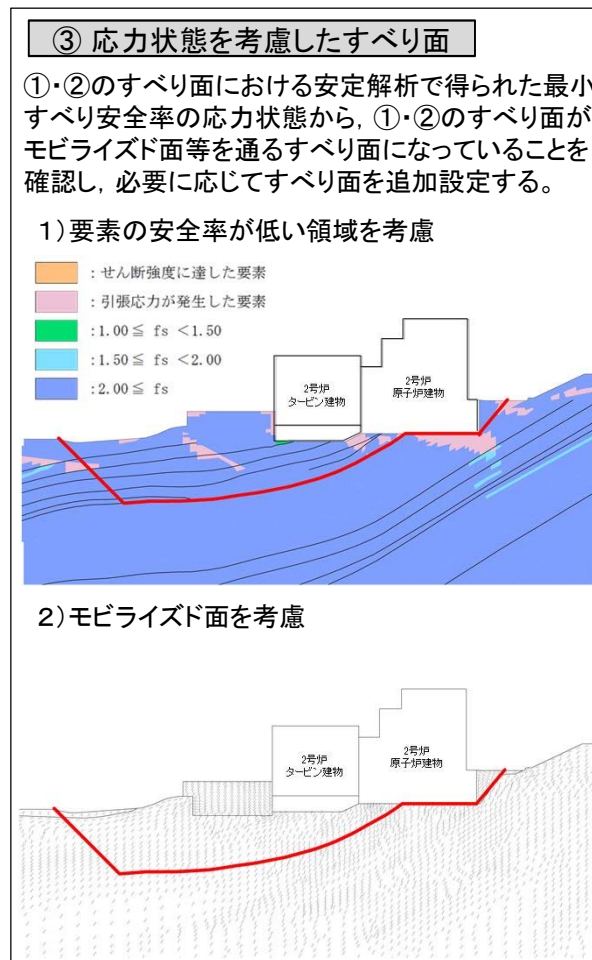 ③ 応力状態を考慮したすべり面
①・②のすべり面における安定解析で得られた最小
すべり安全率の応力状態から，①・②のすべり面が
モビライズド面等を通るすべり面になっていることを
確認し，必要に応じてすべり面を追加設定する。
1）要素の安全率が低い領域を考慮
：せん断強度に達した要素
：引張応力が発生した要素
：1.00≦ fs ＜1.50
：1.50≦ fs ＜2.00
：2.00≦ fs
2号炉
タービン建物
2号炉
原子炉建物
2）モビライズド面を考慮
2号炉
タービン建物
2号炉
原子炉建物